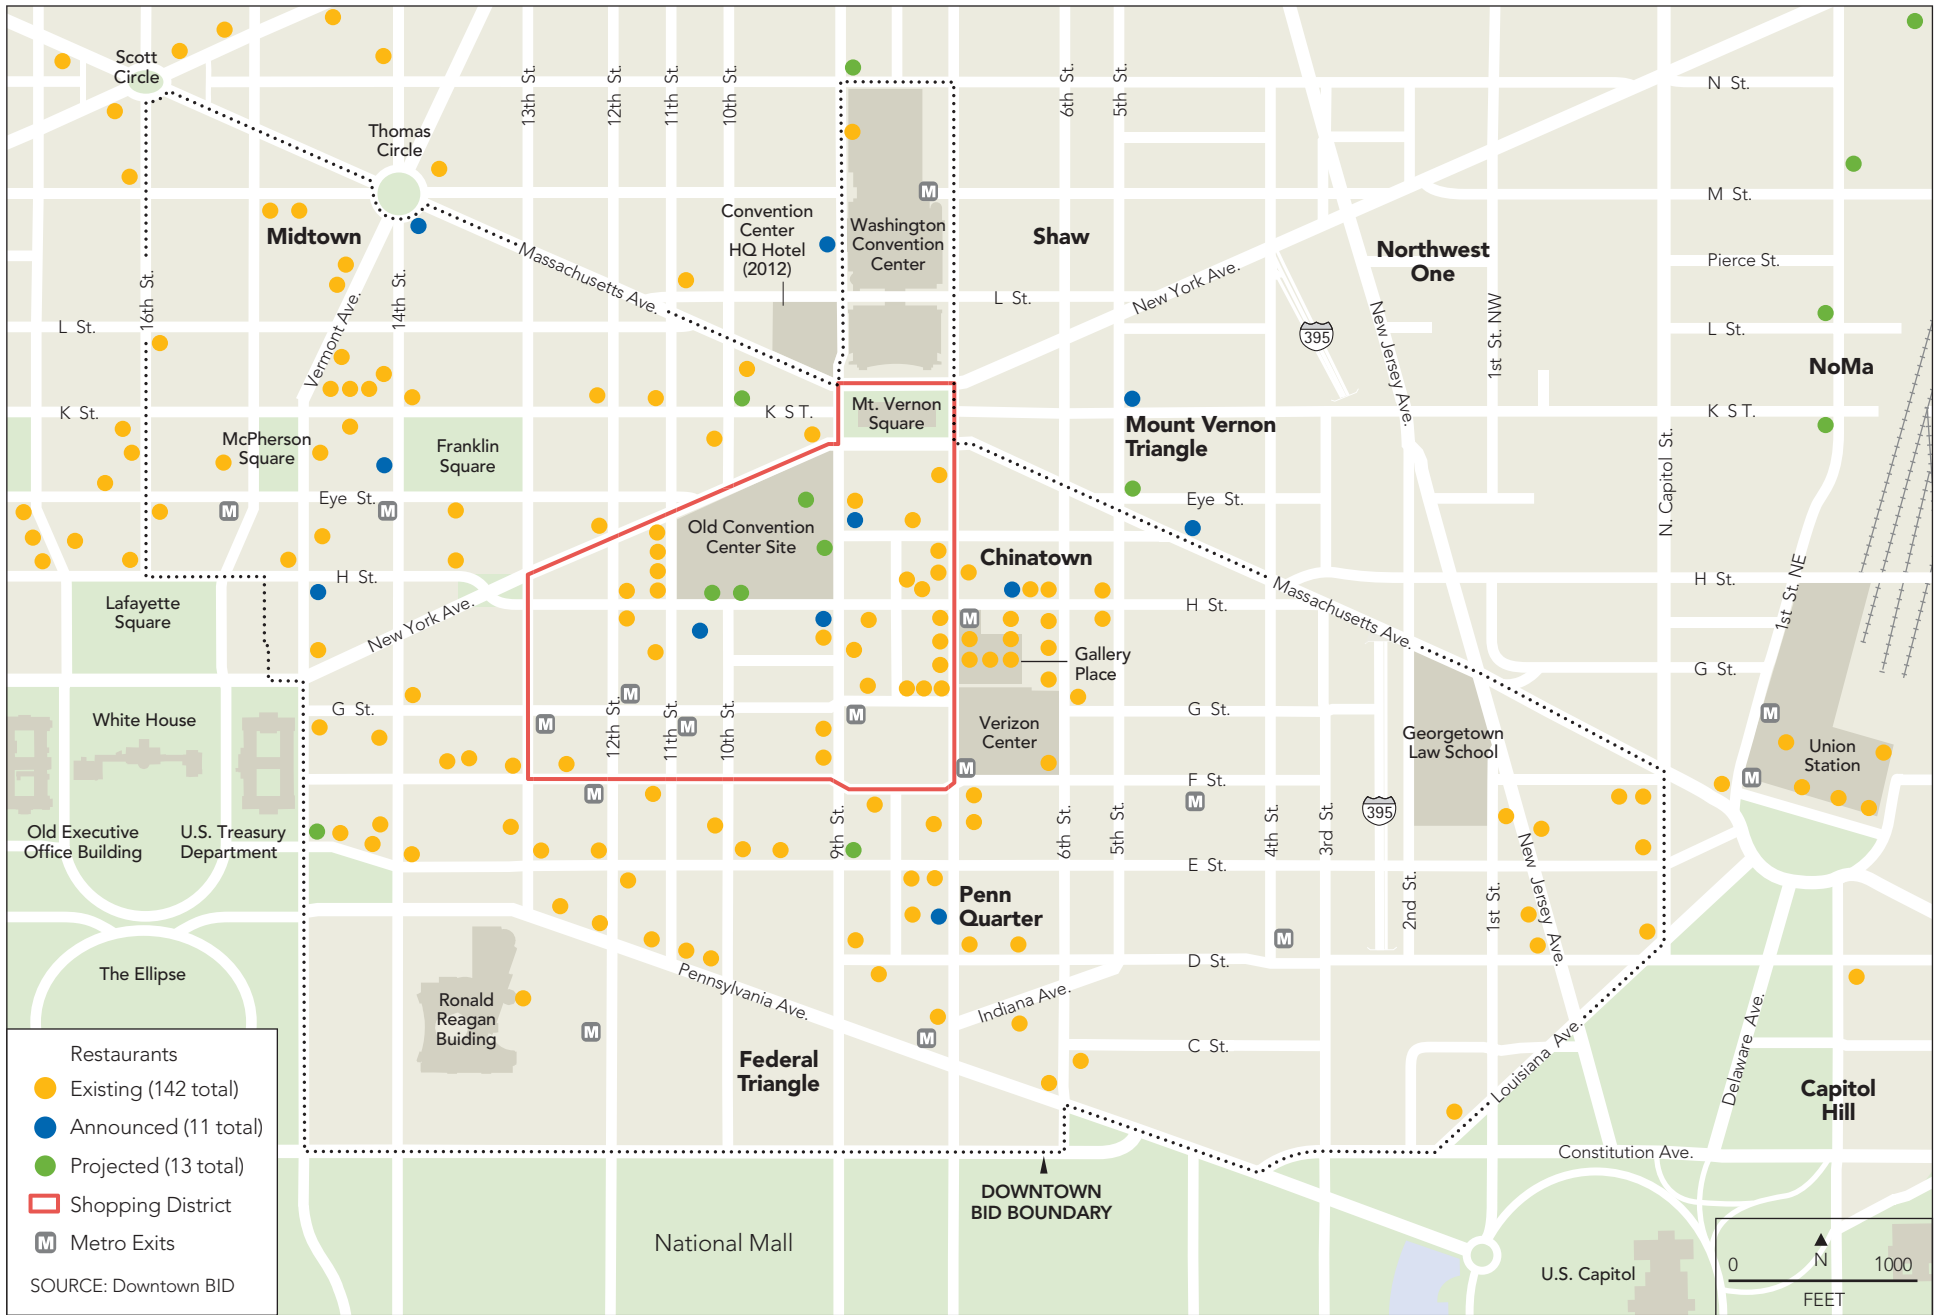 Scott
Circle
Thomas
Circle
13th St.
12th St.
11th St.
10th St.
6th St.
5th St.
N St.
M St.
Midtown
Convention
Center
HQ Hotel
(2012)
Washington
Convention
Center
Shaw
Northwest
One
Pierce St.
16th St.
14th St.
Vermont Ave.
Massachusetts Ave.
L St.
New York Ave.
395
New Jersey Ave.
1st St. NW
L St.
L St.
NoMa
K St.
McPherson
Square
Franklin
Square
K ST.
Mt. Vernon
Square
Mount Vernon
Triangle
K ST.
N. Capitol St.
M
Eye St.
M
M
Old Convention
Center Site
Eye St.
Chinatown
H St.
Lafayette
Square
New York Ave.
H St.
Massachusetts Ave.
H St.
1st St. NE
M
Gallery
Place
G St.
White House
G St.
M
M
M
M
12th St.
11th St.
10th St.
Verizon
Center
G St.
Georgetown
Law School
M
Union
Station
M
M
M
M
F St.
395
Old Executive
Office Building
U.S. Treasury
Department
9th St.
6th St.
5th St.
4th St.
3rd St.
2nd St.
1st St.
New Jersey Ave.
E St.
Penn
Quarter
M
The Ellipse
Pennsylvania Ave.
D St.
Ronald
Reagan
Buiding
M
Indiana Ave.
M
C St.
Federal
Triangle
Louisiana Ave.
Delaware Ave.
Capitol
Hill
Constitution Ave.
DOWNTOWN
BID BOUNDARY
National Mall
U.S. Capitol
Restaurants
Existing (142 total)
Announced (11 total)
Projected (13 total)
Shopping District
M Metro Exits
SOURCE: Downtown BID
N
0 1000
FEET